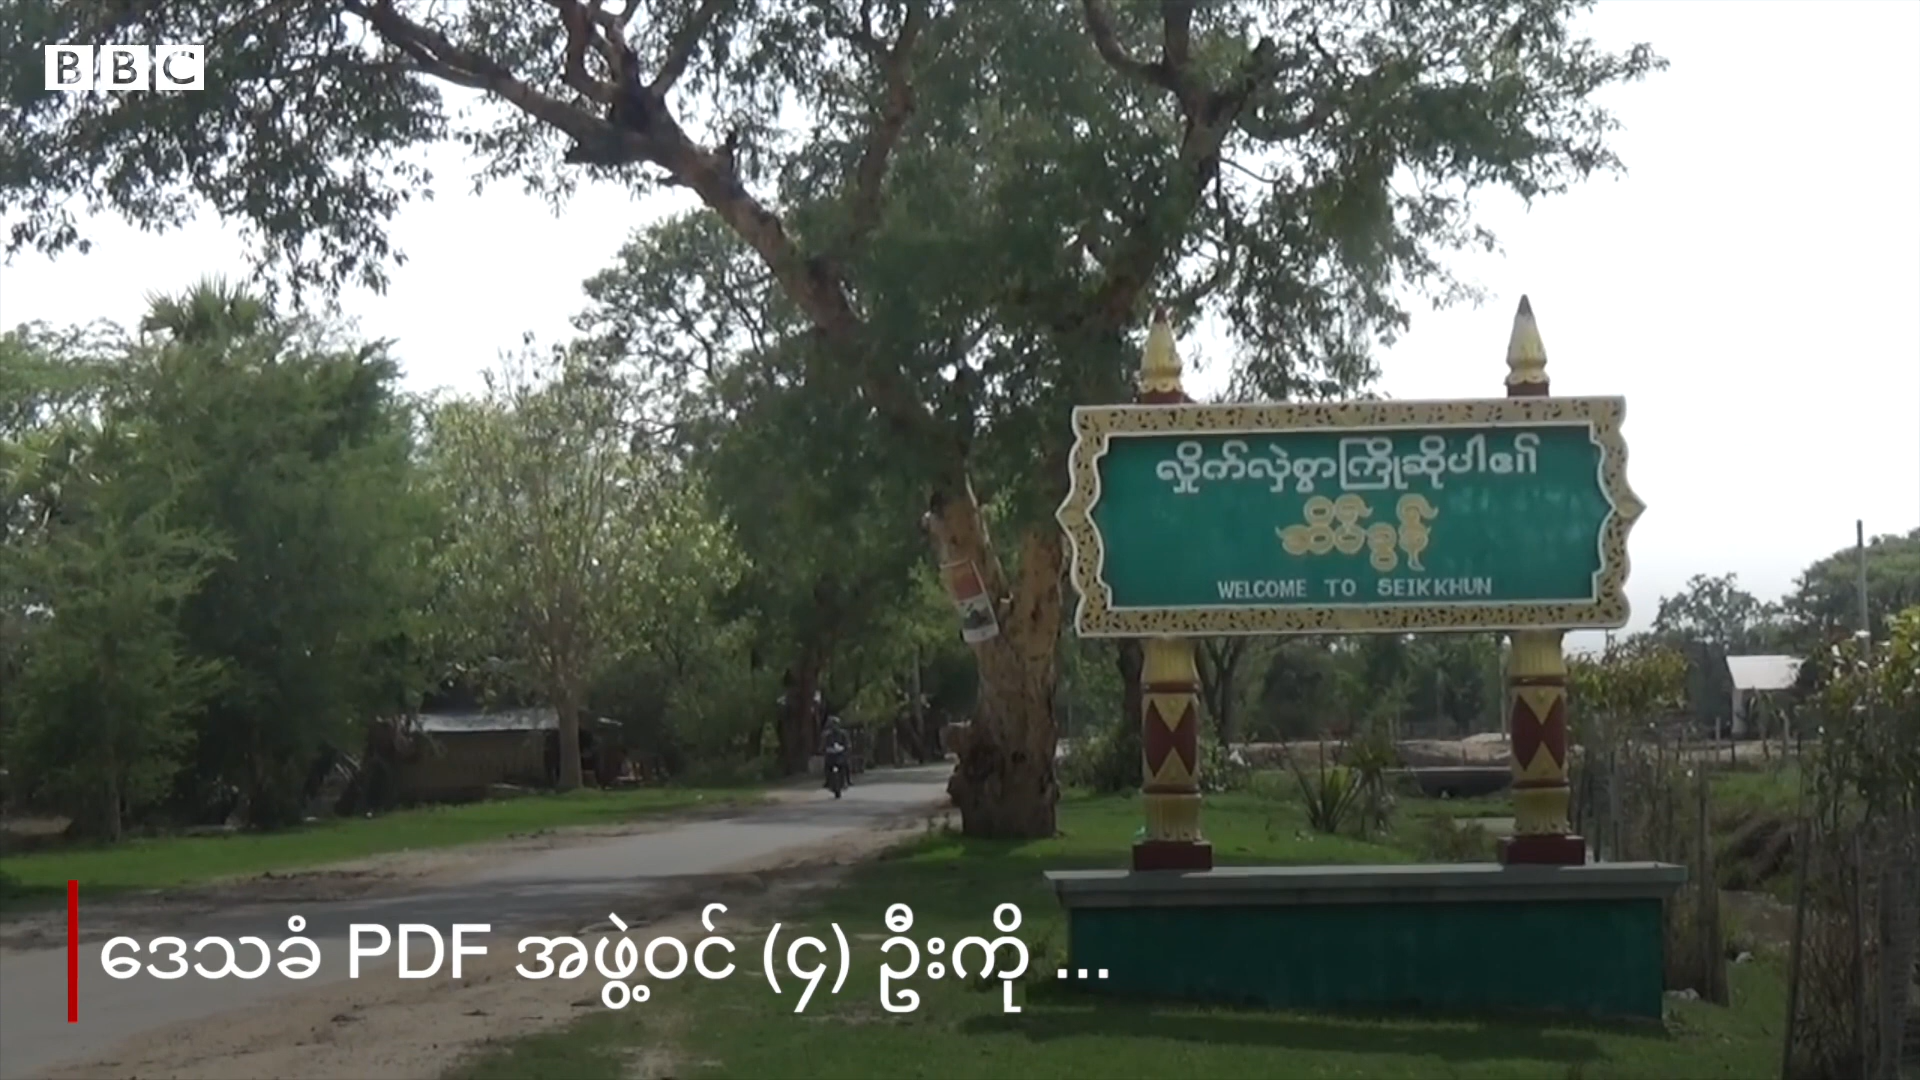 BBC
လှိုက်လှဲစွာကြိုဆိုပါ၏
ဆိပ်ခွန်
WELCOME TO SEIKKHUN
ဒေသခံ PDF အဖွဲ့ဝင် (၄) ဦးကို ...